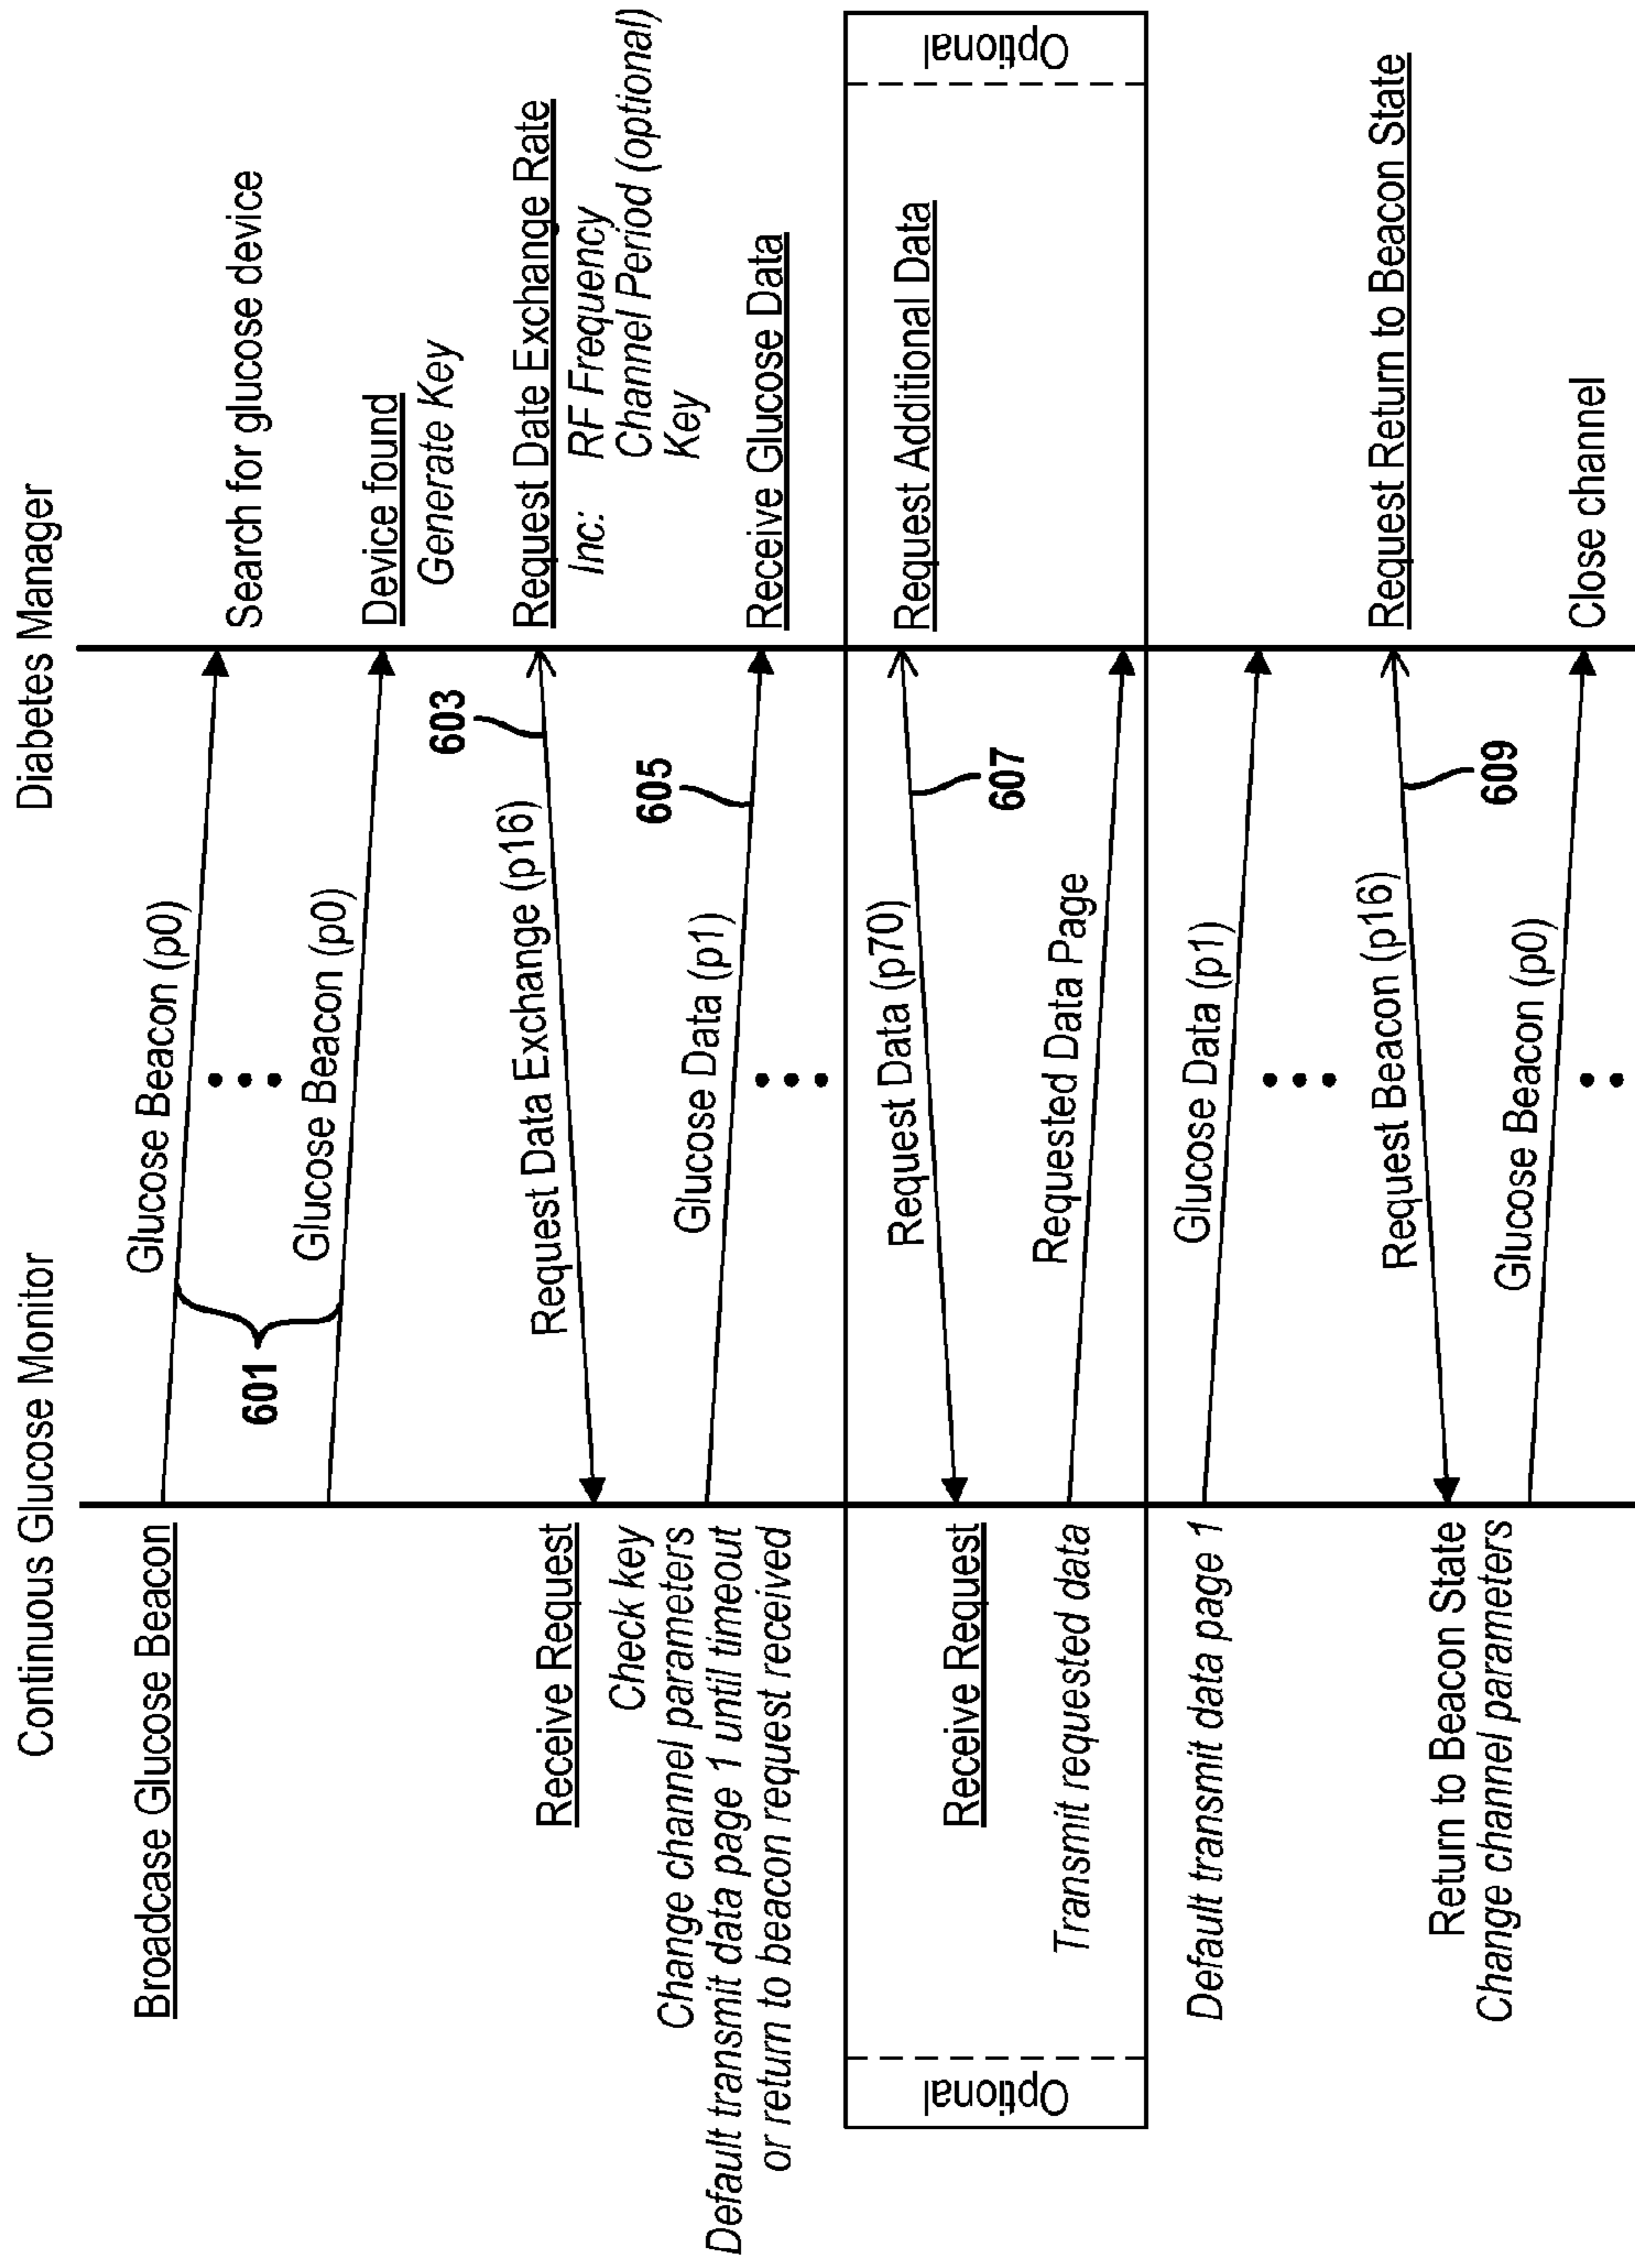 Continuous Glucose Monitor
Diabetes Manager
Broadcase Glucose Beacon
Glucose Beacon (p0)
Search for glucose device
601
Glucose Beacon (p0)
Device found
Generate Key
603
Request Data Exchange (p16)
Request Date Exchange Rate
Inc: RF Frequency
Channel Period (optional)
Key
Receive Request
Check key
Change channel parameters
Default transmit data page 1 until timeout
or return to beacon request received
605
Glucose Data (p1)
Receive Glucose Data
Optional
Optional
Request Data (p70)
Request Additional Data
607
Receive Request
Requested Data Page
Transmit requested data
Glucose Data (p1)
Default transmit data page 1
Request Beacon (p16)
Request Return to Beacon State
609
Return to Beacon State
Change channel parameters
Glucose Beacon (p0)
Close channel